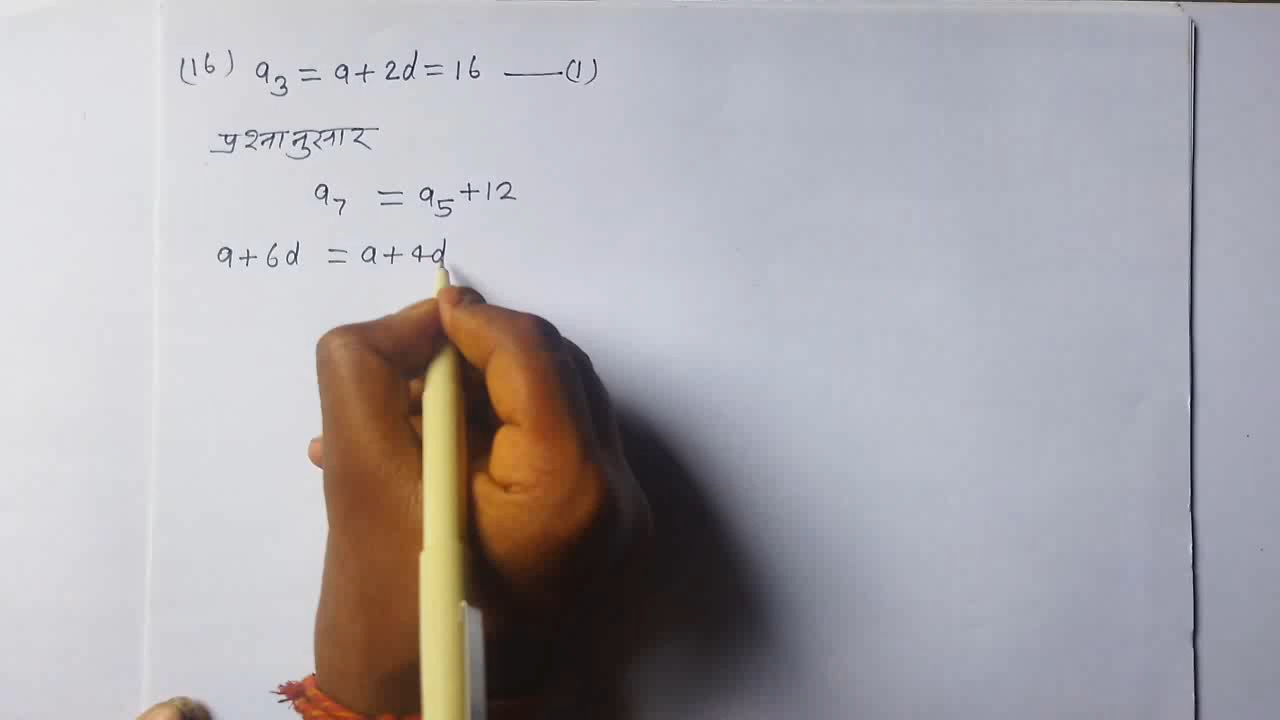 (16) a₃ = a + 2d = 16 ——(1)
प्रश्नानुसार
a₇ = a₅ + 12
a + 6d = a + 4d